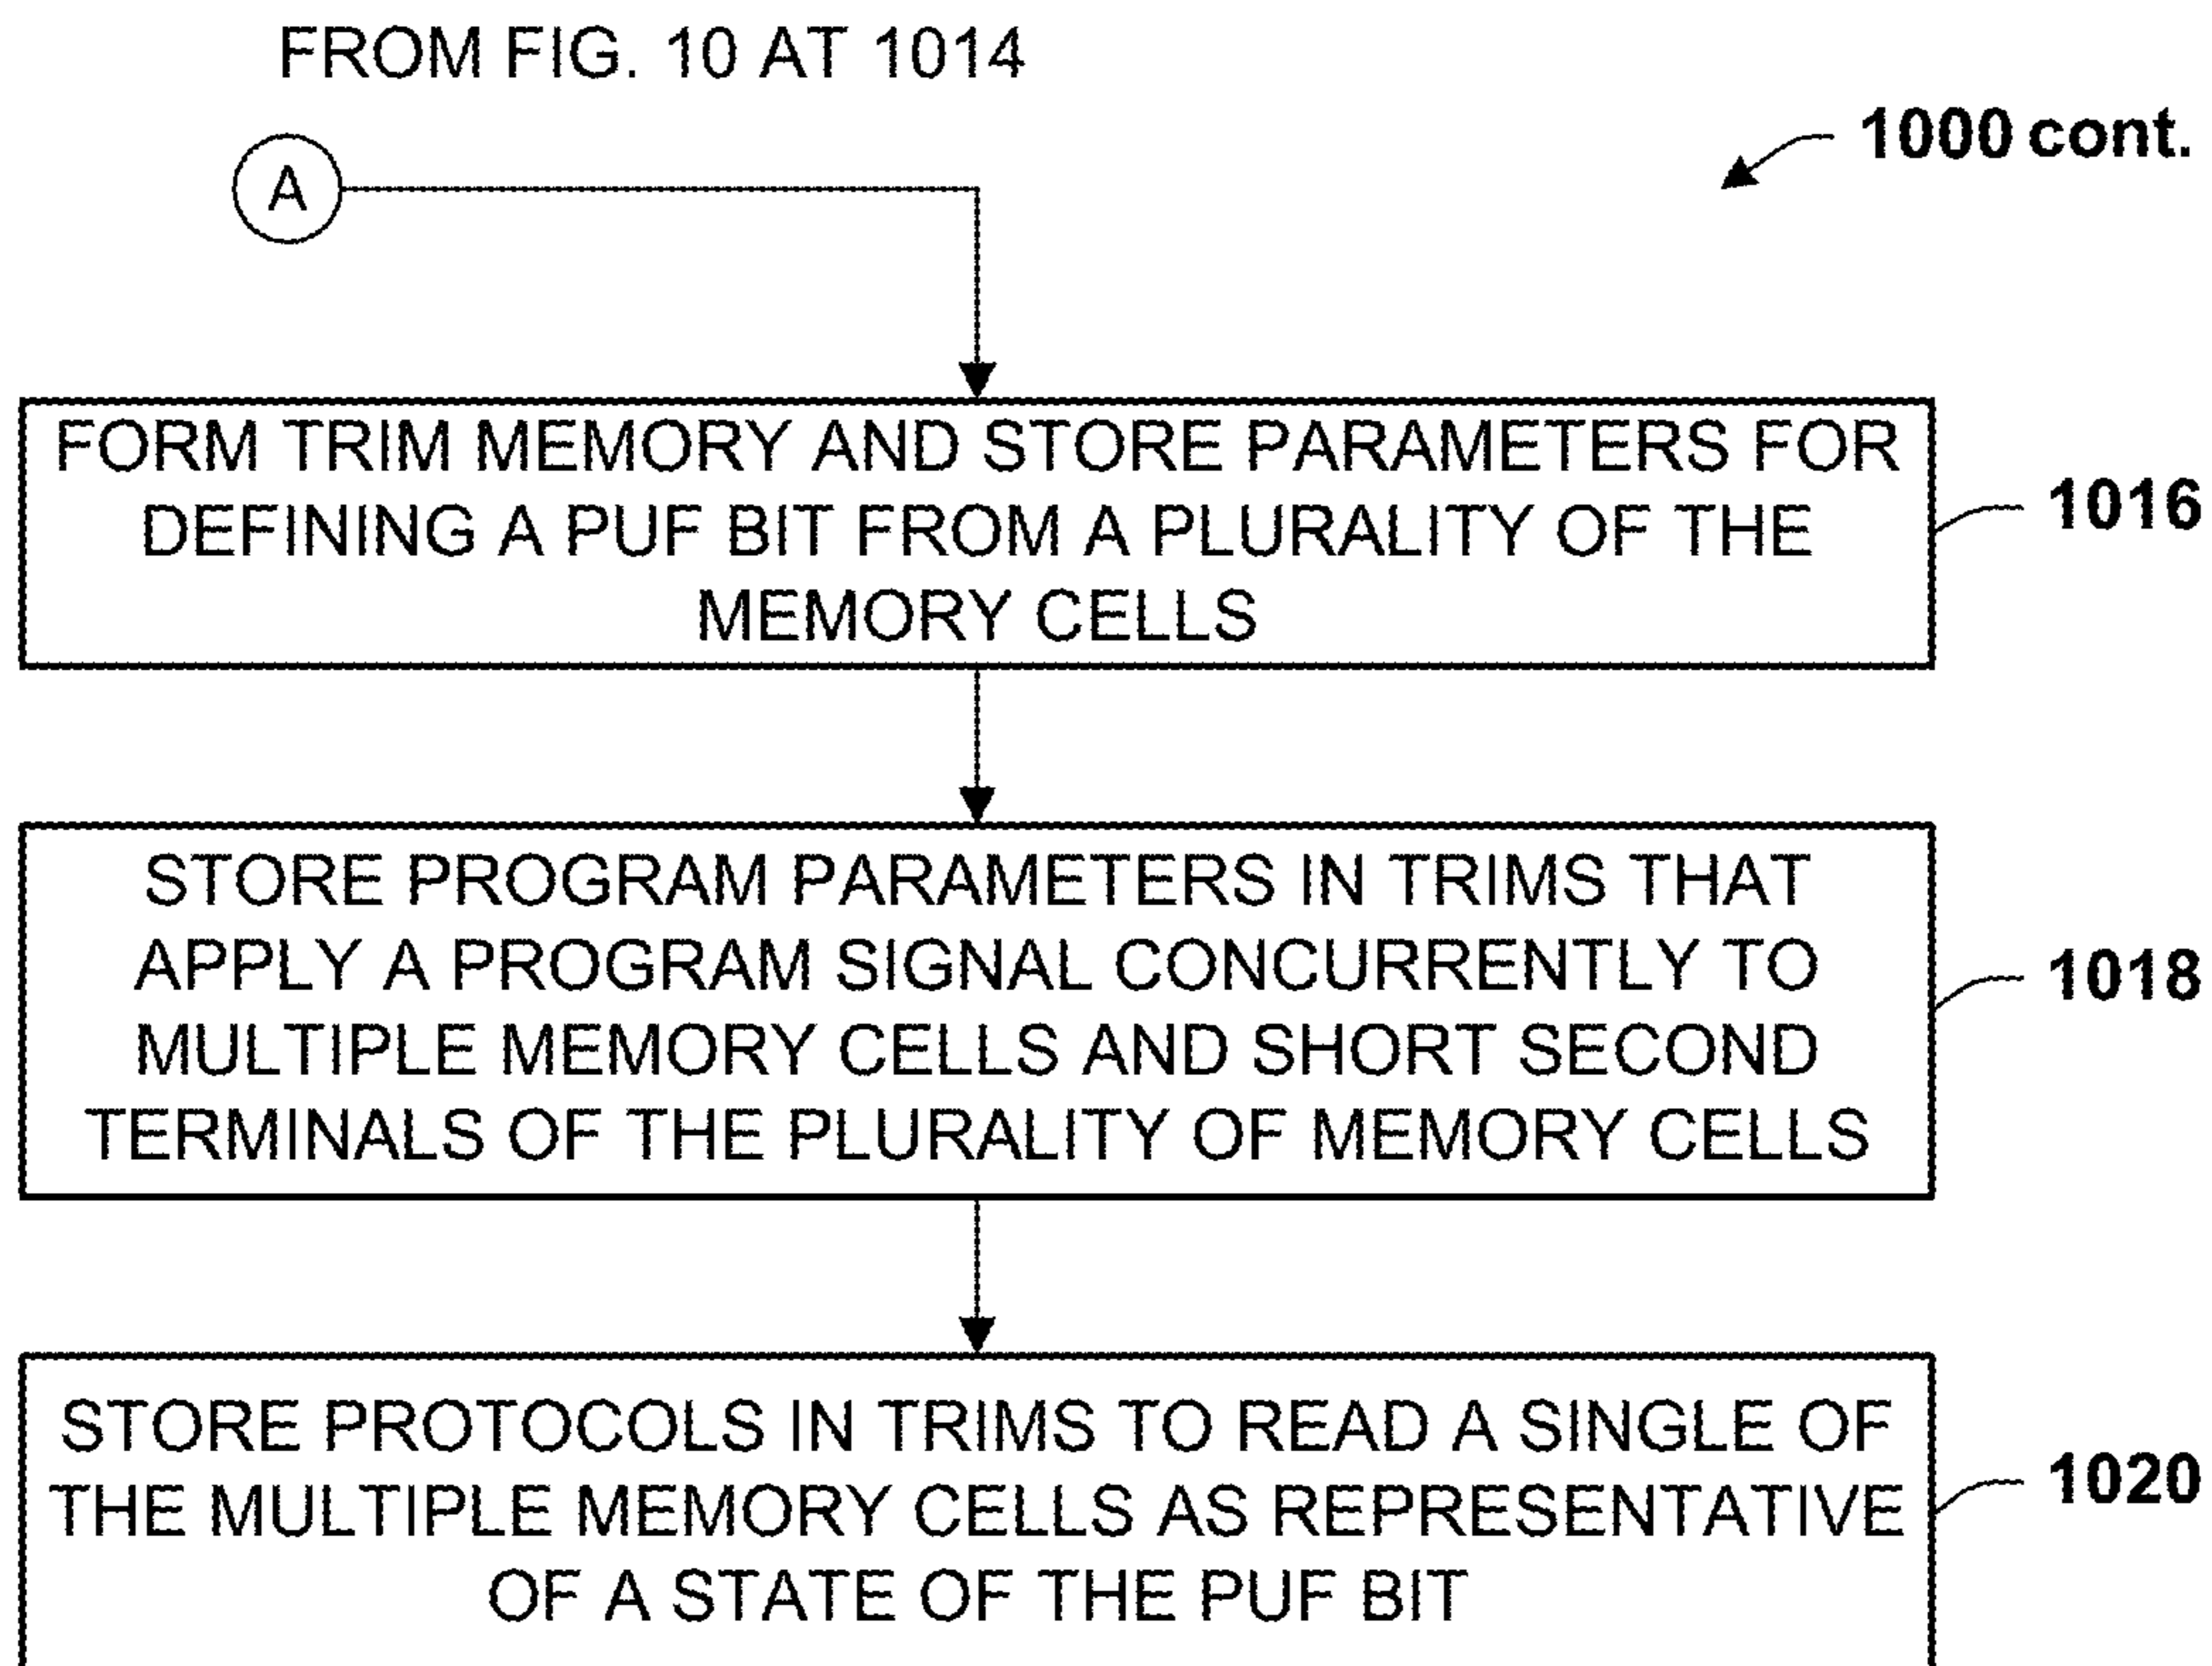 FROM FIG. 10 AT 1014
1000 cont.
A
FORM TRIM MEMORY AND STORE PARAMETERS FOR
DEFINING A PUF BIT FROM A PLURALITY OF THE
MEMORY CELLS
1016
STORE PROGRAM PARAMETERS IN TRIMS THAT
APPLY A PROGRAM SIGNAL CONCURRENTLY TO
MULTIPLE MEMORY CELLS AND SHORT SECOND
TERMINALS OF THE PLURALITY OF MEMORY CELLS
1018
STORE PROTOCOLS IN TRIMS TO READ A SINGLE OF
THE MULTIPLE MEMORY CELLS AS REPRESENTATIVE
OF A STATE OF THE PUF BIT
1020